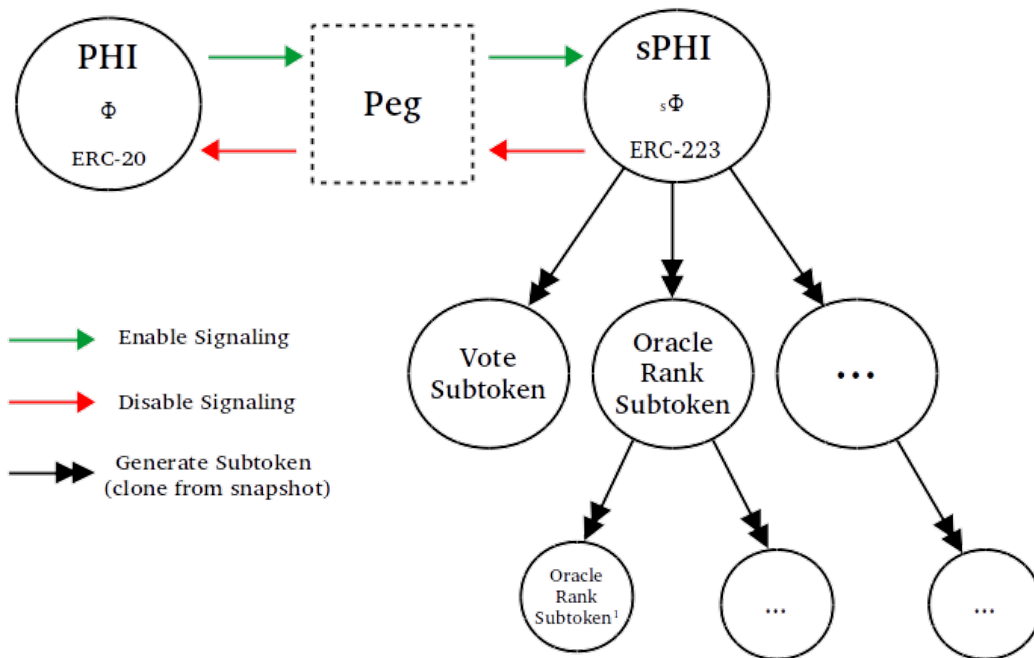 PHI
Φ
ERC-20
Peg
sPHI
sΦ
ERC-223
Enable Signaling
Disable Signaling
Generate Subtoken
(clone from snapshot)
Vote
Subtoken
Oracle
Rank
Subtoken
...
Oracle
Rank
Subtoken¹
...
...